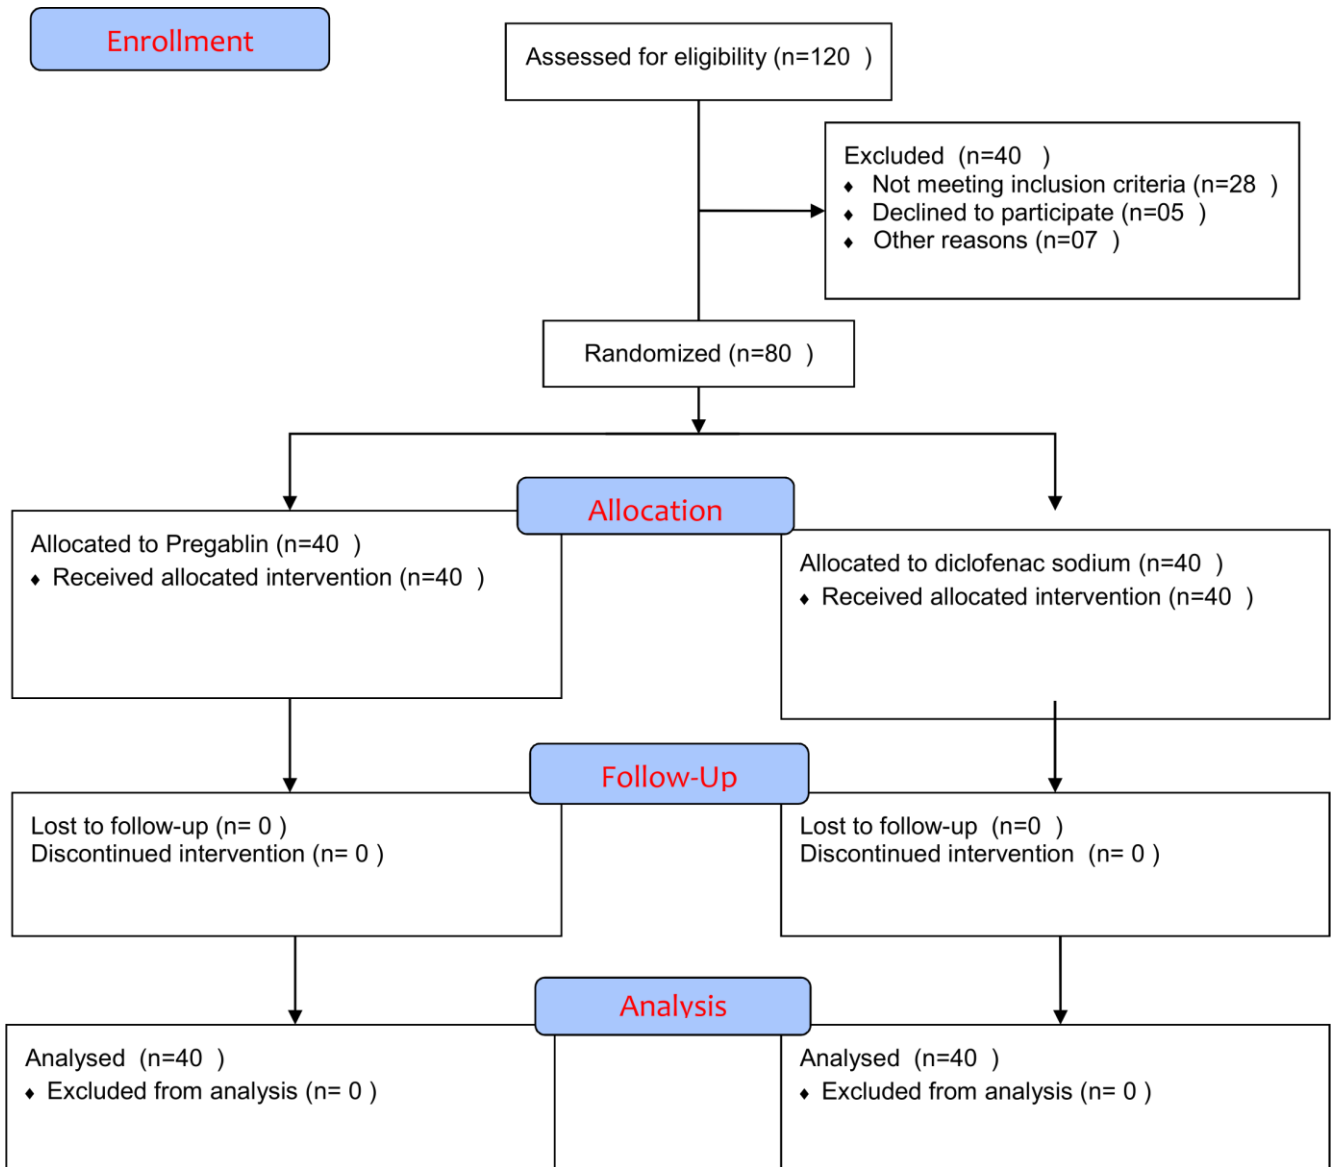 Enrollment
Assessed for eligibility (n=120 )
Excluded (n=40 )
♦ Not meeting inclusion criteria (n=28 )
♦ Declined to participate (n=05 )
♦ Other reasons (n=07 )
Randomized (n=80 )
Allocation
Allocated to Pregablin (n=40 )
♦ Received allocated intervention (n=40 )
Allocated to diclofenac sodium (n=40 )
♦ Received allocated intervention (n=40 )
Follow-Up
Lost to follow-up (n= 0 )
Discontinued intervention (n= 0 )
Lost to follow-up (n=0 )
Discontinued intervention (n= 0 )
Analysis
Analysed (n=40 )
♦ Excluded from analysis (n= 0 )
Analysed (n=40 )
♦ Excluded from analysis (n= 0 )